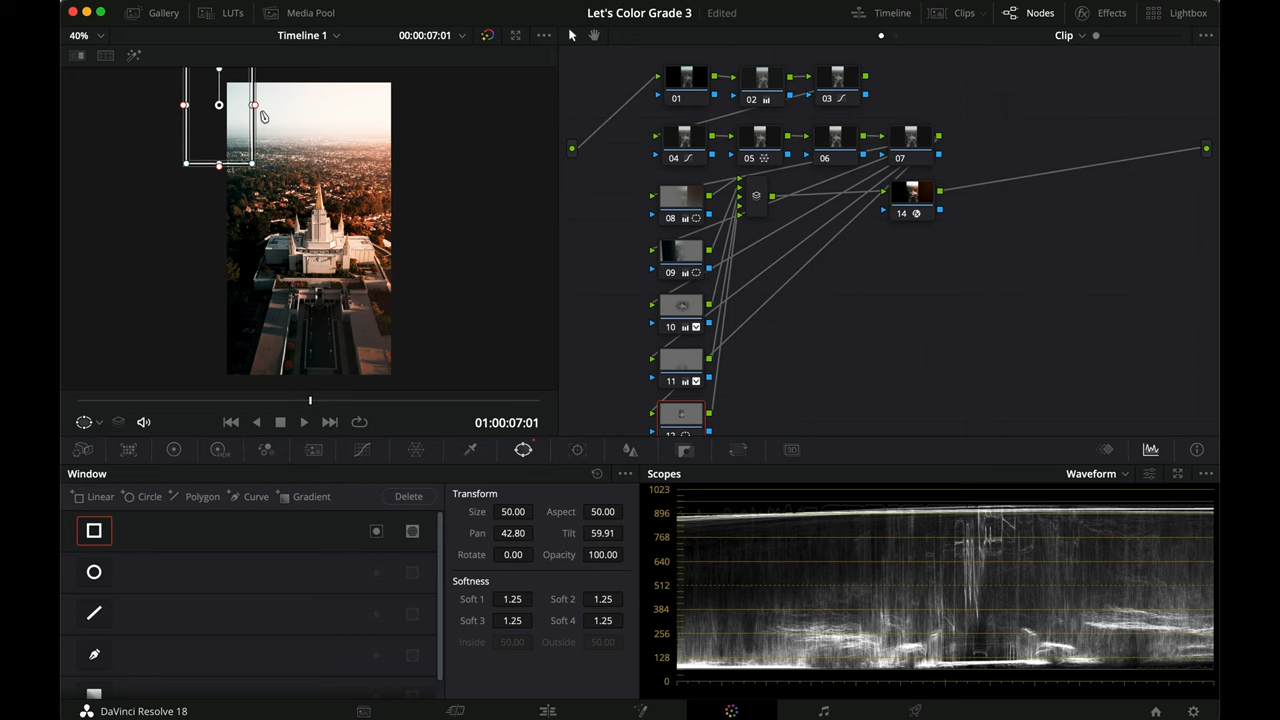 Gallery LUTs Media Pool Let's Color Grade 3 Edited Timeline Clips Nodes Effects Lightbox
40% Timeline 1 00:00:07:01 Clip
01 02 03
04 05 06 07
08 14
09
10
11
01:00:07:01
Window Scopes Waveform
Linear Circle Polygon Curve Gradient Delete
Transform
Size 50.00 Aspect 50.00
Pan 42.80 Tilt 59.91
Rotate 0.00 Opacity 100.00
Softness
Soft 1 1.25 Soft 2 1.25
Soft 3 1.25 Soft 4 1.25
Inside 50.00 Outside 50.00
1023
896
768
640
512
384
256
128
0
HDR
3D
DaVinci Resolve 18